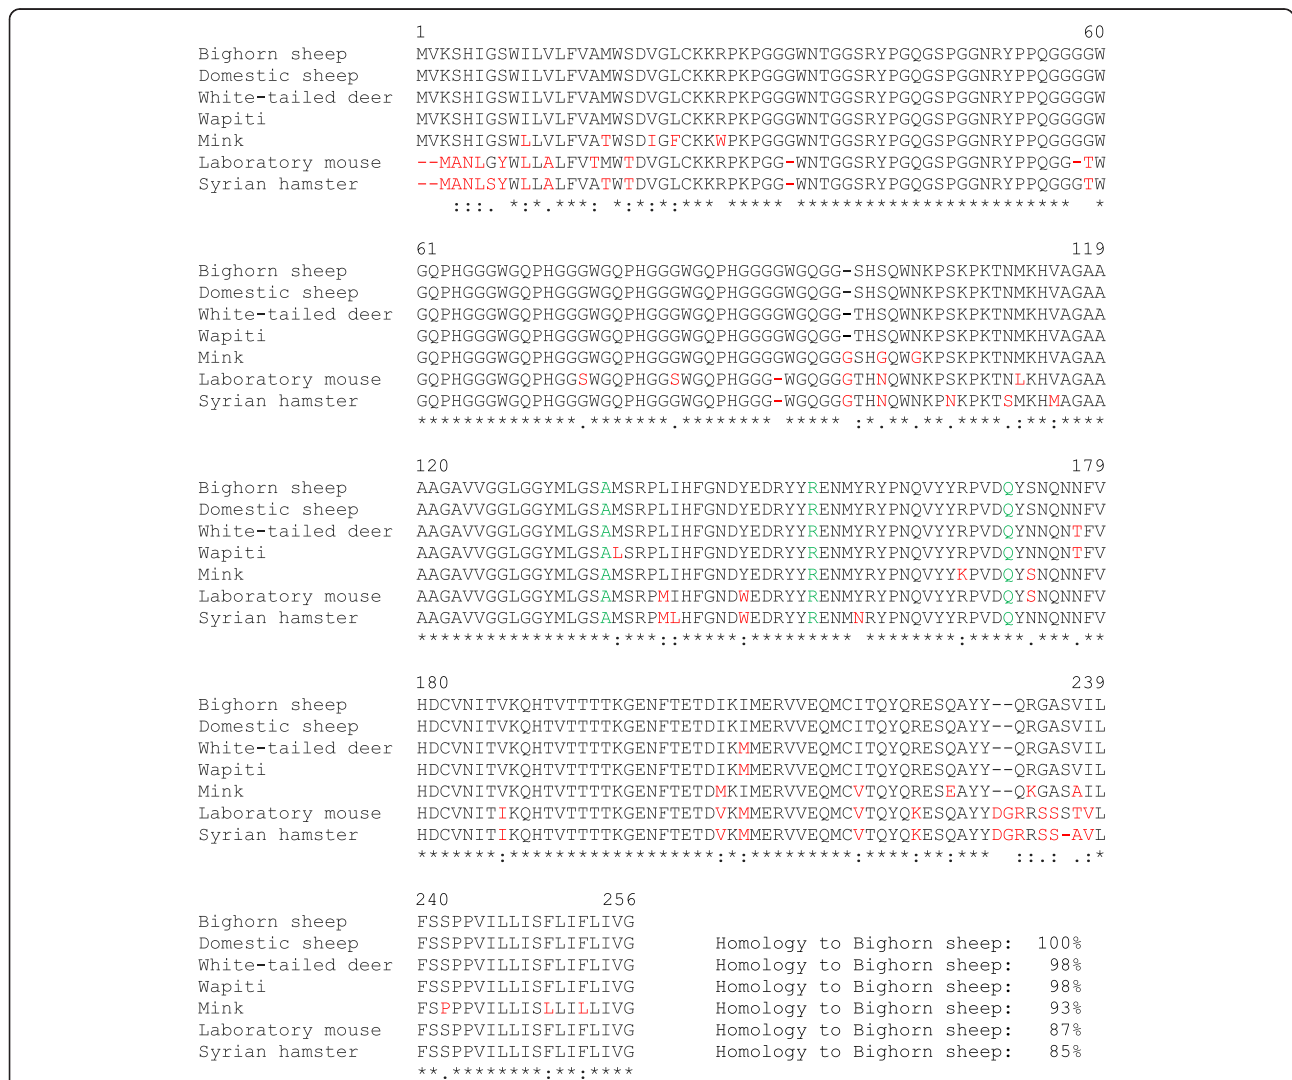 1 60
Bighorn sheep MVKSHIGSWILVLFVAMWSDVGLCKKRPKPGGGWNTGGSRYPGQGSPGGNRYPPQGGGGW
Domestic sheep MVKSHIGSWILVLFVAMWSDVGLCKKRPKPGGGWNTGGSRYPGQGSPGGNRYPPQGGGGW
White-tailed deer MVKSHIGSWILVLFVAMWSDVGLCKKRPKPGGGWNTGGSRYPGQGSPGGNRYPPQGGGGW
Wapiti MVKSHIGSWILVLFVAMWSDVGLCKKRPKPGGGWNTGGSRYPGQGSPGGNRYPPQGGGGW
Mink MVKSHIGSWLLVLFVATWSDIGFCKKWPKPGGGWNTGGSRYPGQGSPGGNRYPPQGGGGW
Laboratory mouse --MANLGYWLLALFVTMWTDVGLCKKRPKPGG-WNTGGSRYPGQGSPGGNRYPPQGG-TW
Syrian hamster --MANLSYWLLALFVATWTDVGLCKKRPKPGG-WNTGGSRYPGQGSPGGNRYPPQGGGTW
:::. *:*.***: *:*:*:*** ***** ************************ *
61 119
Bighorn sheep GQPHGGGWGQPHGGGWGQPHGGGWGQPHGGGGWGQGG-SHSQWNKPSKPKTNMKHVAGAA
Domestic sheep GQPHGGGWGQPHGGGWGQPHGGGWGQPHGGGGWGQGG-SHSQWNKPSKPKTNMKHVAGAA
White-tailed deer GQPHGGGWGQPHGGGWGQPHGGGWGQPHGGGGWGQGG-THSQWNKPSKPKTNMKHVAGAA
Wapiti GQPHGGGWGQPHGGGWGQPHGGGWGQPHGGGGWGQGG-THSQWNKPSKPKTNMKHVAGAA
Mink GQPHGGGWGQPHGGGWGQPHGGGWGQPHGGGGWGQGGGSHGQWGKPSKPKTNMKHVAGAA
Laboratory mouse GQPHGGGWGQPHGGSWGQPHGGSWGQPHGGG-WGQGGGTHNQWNKPSKPKTNLKHVAGAA
Syrian hamster GQPHGGGWGQPHGGGWGQPHGGGWGQPHGGG-WGQGGGTHNQWNKPNKPKTSMKHMAGAA
**************.*******.******** ***** :*.**.**.****.:**:****
120 179
Bighorn sheep AAGAVVGGLGGYMLGSAMSRPLIHFGNDYEDRYYRENMYRYPNQVYYRPVDQYSNQNNFV
Domestic sheep AAGAVVGGLGGYMLGSAMSRPLIHFGNDYEDRYYRENMYRYPNQVYYRPVDQYSNQNNFV
White-tailed deer AAGAVVGGLGGYMLGSAMSRPLIHFGNDYEDRYYRENMYRYPNQVYYRPVDQYNNQNTFV
Wapiti AAGAVVGGLGGYMLGSALSRPLIHFGNDYEDRYYRENMYRYPNQVYYRPVDQYNNQNTFV
Mink AAGAVVGGLGGYMLGSAMSRPLIHFGNDYEDRYYRENMYRYPNQVYYKPVDQYSNQNNFV
Laboratory mouse AAGAVVGGLGGYMLGSAMSRPMIHFGNDWEDRYYRENMYRYPNQVYYRPVDQYSNQNNFV
Syrian hamster AAGAVVGGLGGYMLGSAMSRPMLHFGNDWEDRYYRENMNRYPNQVYYRPVDQYNNQNNFV
*****************:***::*****:********* ********:*****.***.**
180 239
Bighorn sheep HDCVNITVKQHTVTTTTKGENFTETDIKIMERVVEQMCITQYQRESQAYY--QRGASVIL
Domestic sheep HDCVNITVKQHTVTTTTKGENFTETDIKIMERVVEQMCITQYQRESQAYY--QRGASVIL
White-tailed deer HDCVNITVKQHTVTTTTKGENFTETDIKMMERVVEQMCITQYQRESQAYY--QRGASVIL
Wapiti HDCVNITVKQHTVTTTTKGENFTETDIKMMERVVEQMCITQYQRESQAYY--QRGASVIL
Mink HDCVNITVKQHTVTTTTKGENFTETDMKIMERVVEQMCVTQYQRESEAYY--QKGASAIL
Laboratory mouse HDCVNITIKQHTVTTTTKGENFTETDVKMMERVVEQMCVTQYQKESQAYYDGRRSSSTVL
Syrian hamster HDCVNITIKQHTVTTTTKGENFTETDVKMMERVVEQMCVTQYQKESQAYYDGRRSS-AVL
*******:******************:*:*********:****:**:*** ::.: .:*
240 256
Bighorn sheep FSSPPVILLISFLIFLIVG
Domestic sheep FSSPPVILLISFLIFLIVG Homology to Bighorn sheep: 100%
White-tailed deer FSSPPVILLISFLIFLIVG Homology to Bighorn sheep: 98%
Wapiti FSSPPVILLISFLIFLIVG Homology to Bighorn sheep: 98%
Mink FSPPPVILLISLLILLIVG Homology to Bighorn sheep: 93%
Laboratory mouse FSSPPVILLISFLIFLIVG Homology to Bighorn sheep: 87%
Syrian hamster FSSPPVILLISFLIFLIVG Homology to Bighorn sheep: 85%
**.********:**:****